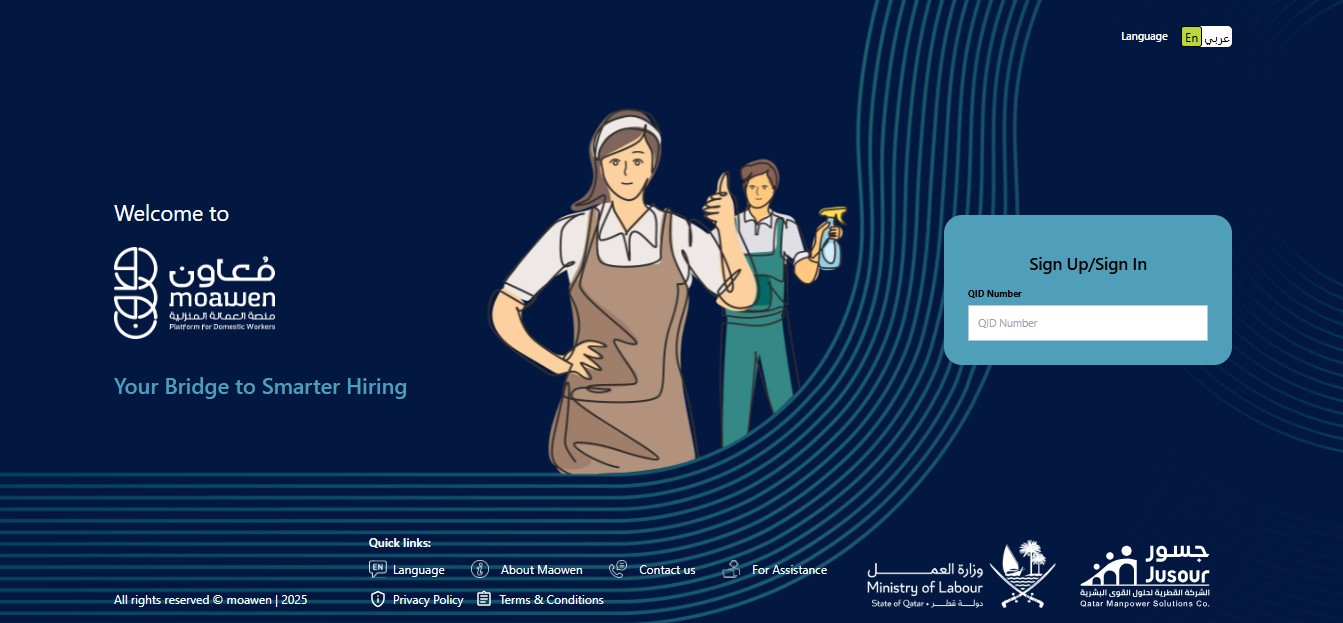 Language En عربي
Welcome to
مُعاون
moawen
منصة العمالة المنزلية
Platform For Domestic Workers
Your Bridge to Smarter Hiring
Sign Up/Sign In
QID Number
QID Number
Quick links:
Language About Maowen Contact us For Assistance
Privacy Policy Terms & Conditions
All rights reserved © moawen | 2025
EN
وزارة العمـــــــل
Ministry of Labour
State of Qatar • دولـــة قطـــر
جسور
Jusour
الشركة القطرية لحلول القوى البشرية
Qatar Manpower Solutions Co.